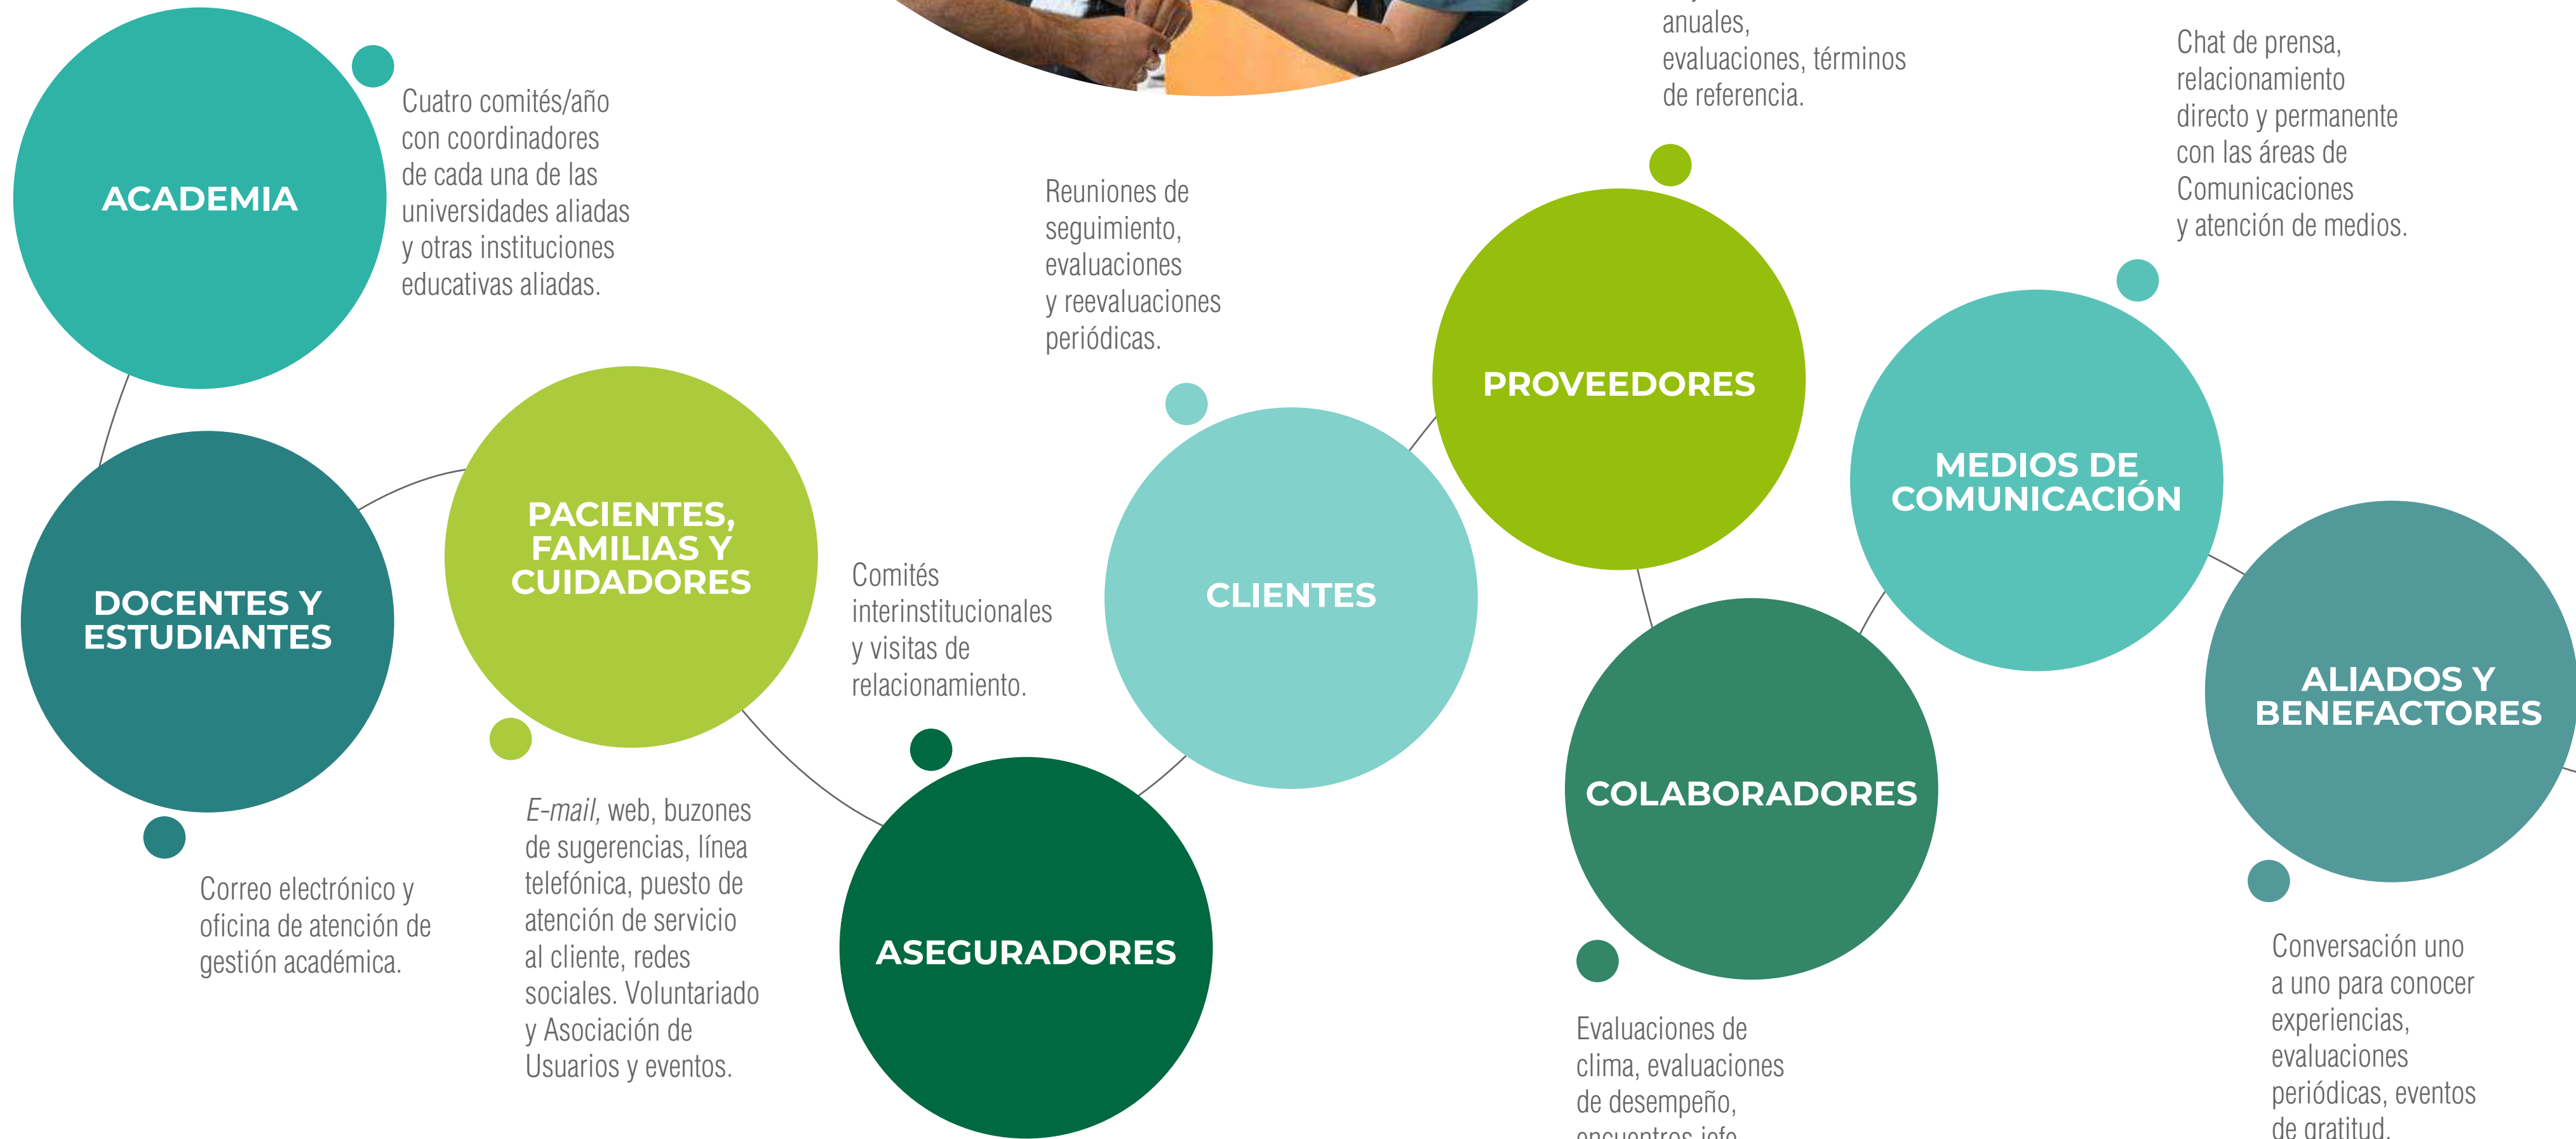 ACADEMIA
Cuatro comités/año
con coordinadores
de cada una de las
universidades aliadas
y otras instituciones
educativas aliadas.
DOCENTES Y
ESTUDIANTES
Correo electrónico y
oficina de atención de
gestión académica.
PACIENTES,
FAMILIAS Y
CUIDADORES
E-mail, web, buzones
de sugerencias, línea
telefónica, puesto de
atención de servicio
al cliente, redes
sociales. Voluntariado
y Asociación de
Usuarios y eventos.
Comités
interinstitucionales
y visitas de
relacionamiento.
ASEGURADORES
Reuniones de
seguimiento,
evaluaciones
y reevaluaciones
periódicas.
CLIENTES
anuales,
evaluaciones, términos
de referencia.
PROVEEDORES
COLABORADORES
Evaluaciones de
clima, evaluaciones
de desempeño,
encuentros jefe
Chat de prensa,
relacionamiento
directo y permanente
con las áreas de
Comunicaciones
y atención de medios.
MEDIOS DE
COMUNICACIÓN
ALIADOS Y
BENEFACTORES
Conversación uno
a uno para conocer
experiencias,
evaluaciones
periódicas, eventos
de gratitud.